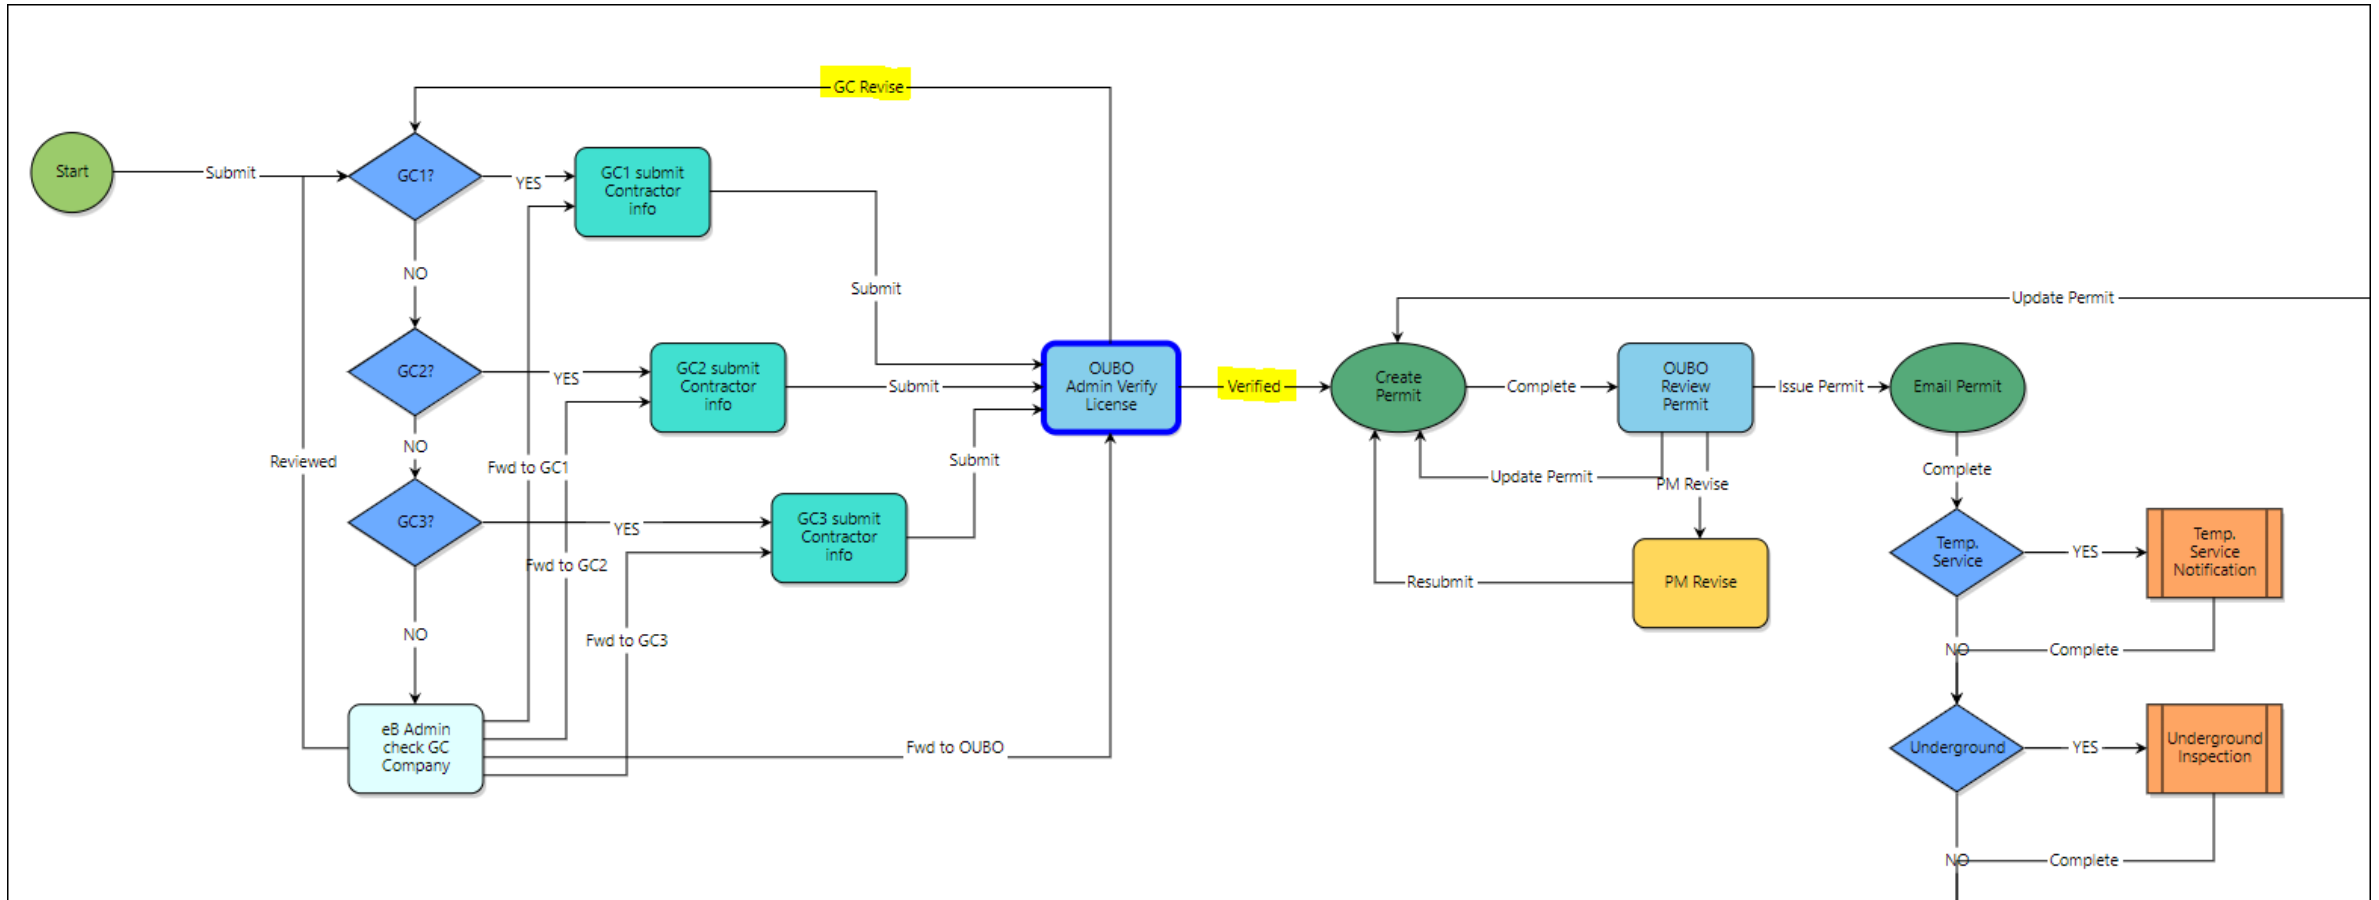 GC Revise
Start
Submit
GC1?
YES
GC1 submit
Contractor
info
NO
Submit
Update Permit
GC2?
YES
GC2 submit
Contractor
info
Submit
OUBO
Admin Verify
License
Verified
Create
Permit
Complete
OUBO
Review
Permit
Issue Permit
Email Permit
NO
Reviewed
Fwd to GC1
Submit
Update Permit
PM Revise
Complete
GC3?
YES
GC3 submit
Contractor
info
Fwd to GC2
Resubmit
PM Revise
Temp.
Service
YES
Temp.
Service
Notification
NO
Fwd to GC3
NO
Complete
eB Admin
check GC
Company
Fwd to OUBO
Underground
YES
Underground
Inspection
NO
Complete